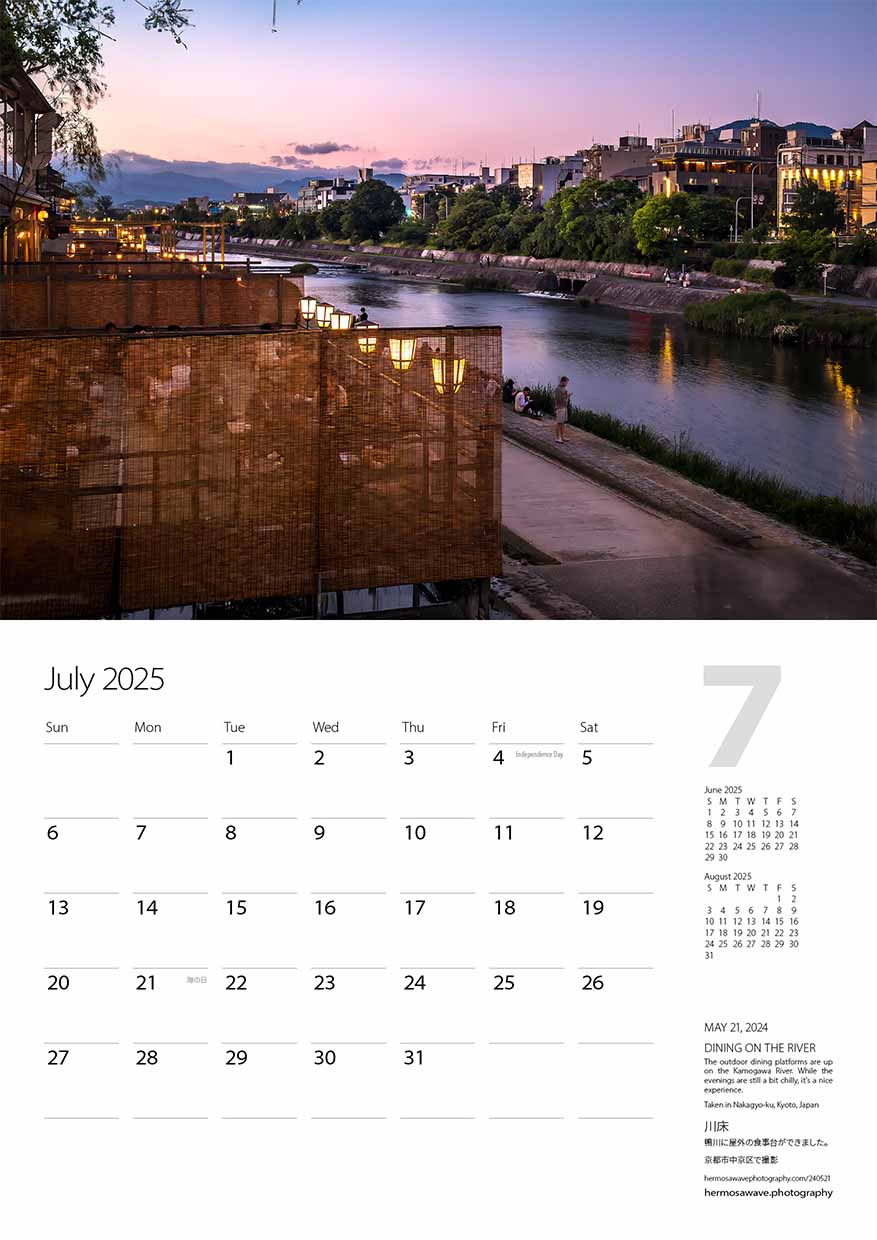 July 2025
Sun Mon Tue Wed Thu Fri Sat
1 2 3 4 Independence Day 5
6 7 8 9 10 11 12
13 14 15 16 17 18 19
20 21 海の日 22 23 24 25 26
27 28 29 30 31
7
June 2025
S M T W T F S
1 2 3 4 5 6 7
8 9 10 11 12 13 14
15 16 17 18 19 20 21
22 23 24 25 26 27 28
29 30
August 2025
S M T W T F S
1 2
3 4 5 6 7 8 9
10 11 12 13 14 15 16
17 18 19 20 21 22 23
24 25 26 27 28 29 30
31
MAY 21, 2024
DINING ON THE RIVER
The outdoor dining platforms are up
on the Kamogawa River. While the
evenings are still a bit chilly, it's a nice
experience.
Taken in Nakagyo-ku, Kyoto, Japan
川床
鴨川に屋外の食事台ができました。
京都市中京区で撮影
hermosawavephotography.com/240521
hermosawave.photography